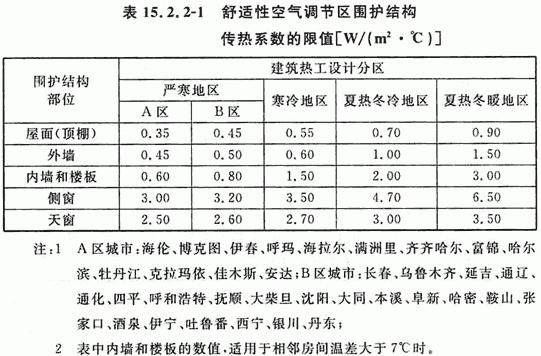 表 15.2.2-1 舒适性空气调节区围护结构
传热系数的限值[W/(m²·℃)]
围护结构部位 建筑热工设计分区
严寒地区 寒冷地区 夏热冬冷地区 夏热冬暖地区
A 区 B 区
屋面(顶棚) 0.35 0.45 0.55 0.70 0.90
外墙 0.45 0.50 0.60 1.00 1.50
内墙和楼板 0.60 0.80 1.50 2.00 3.00
侧窗 3.00 3.20 3.50 4.70 6.50
天窗 2.50 2.60 2.70 3.00 3.50
注:1 A 区城市:海伦、博克图、伊春、呼玛、海拉尔、满洲里、齐齐哈尔、富锦、哈尔
滨、牡丹江、克拉玛依、佳木斯、安达;B 区城市:长春、乌鲁木齐、延吉、通辽、
通化、四平、呼和浩特、抚顺、大柴旦、沈阳、大同、本溪、阜新、哈密、鞍山、张
家口、酒泉、伊宁、吐鲁番、西宁、银川、丹东;
2 表中内墙和楼板的数值,适用于相邻房间温差大于 7℃时。